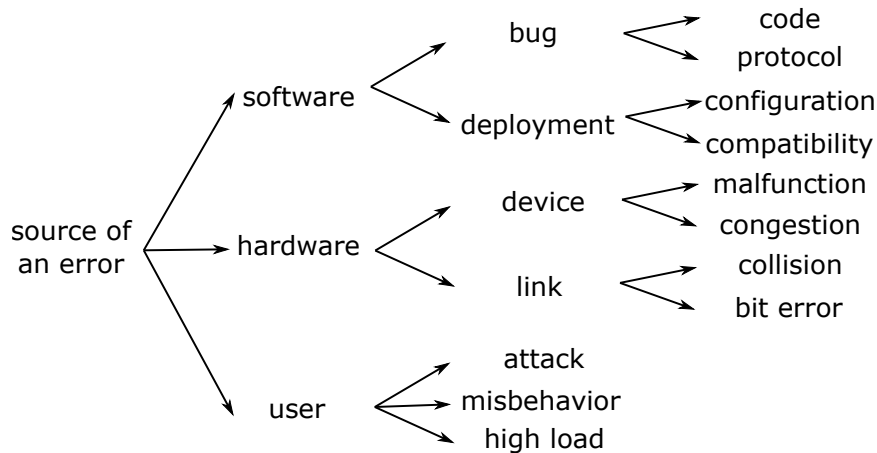 source of
an error
software
hardware
user
bug
deployment
device
link
attack
misbehavior
high load
code
protocol
configuration
compatibility
malfunction
congestion
collision
bit error